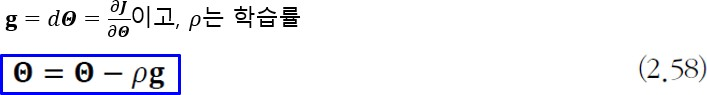 𝐠 = d𝚯 = ∂J/∂𝚯이고, ρ는 학습률
𝚯 = 𝚯 − ρ𝐠 (2.58)